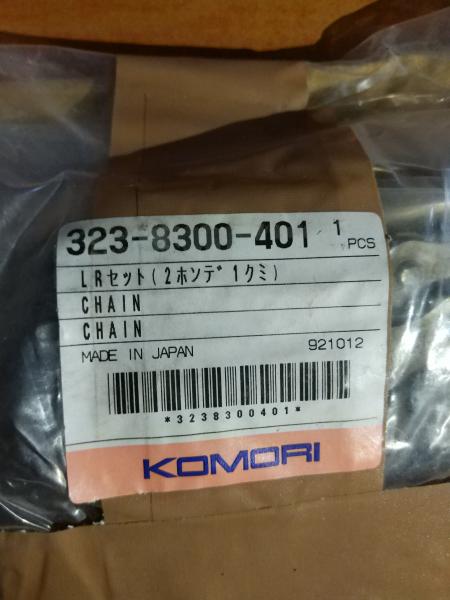 323-8300-401 1 PCS
LRｾｯﾄ(2ﾎﾝﾃﾞ1ｸﾐ)
CHAIN
CHAIN
MADE IN JAPAN 921012
*3238300401*
KOMORI